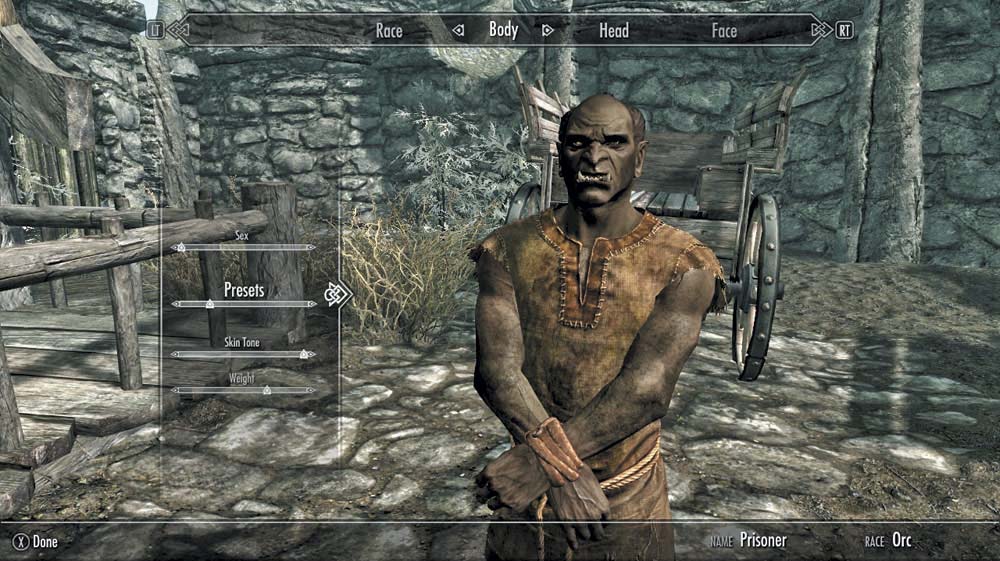 LT Race Body Head Face RT
Sex
Presets
Skin Tone
Weight
X Done NAME Prisoner RACE Orc